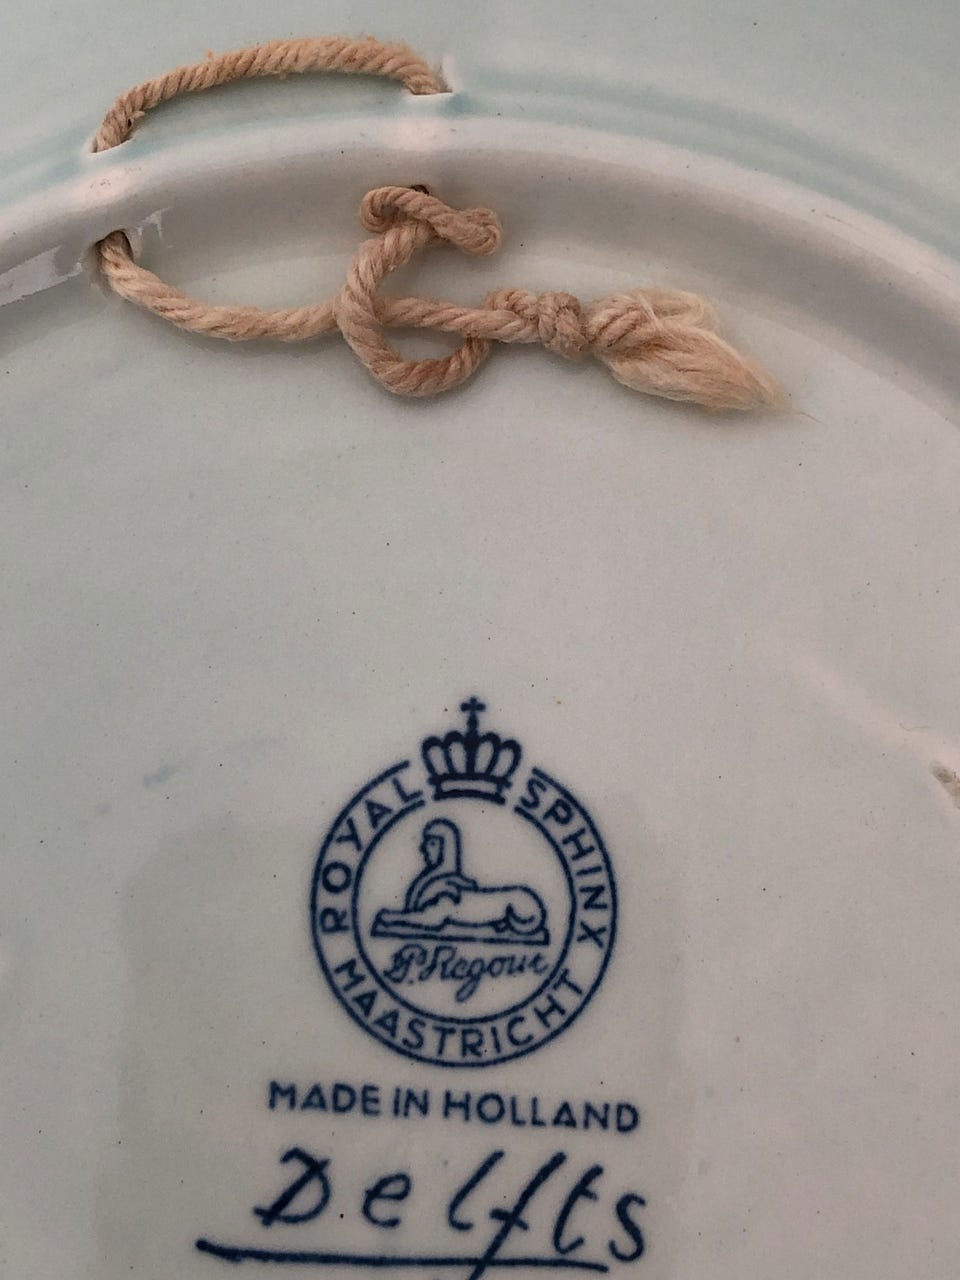 ROYAL SPHINX
P. Regout
MAASTRICHT
MADE IN HOLLAND
Delfts